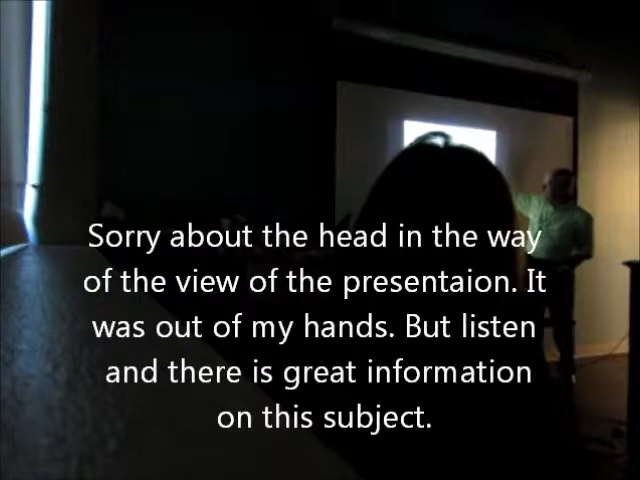 Sorry about the head in the way
of the view of the presentaion. It
was out of my hands. But listen
and there is great information
on this subject.